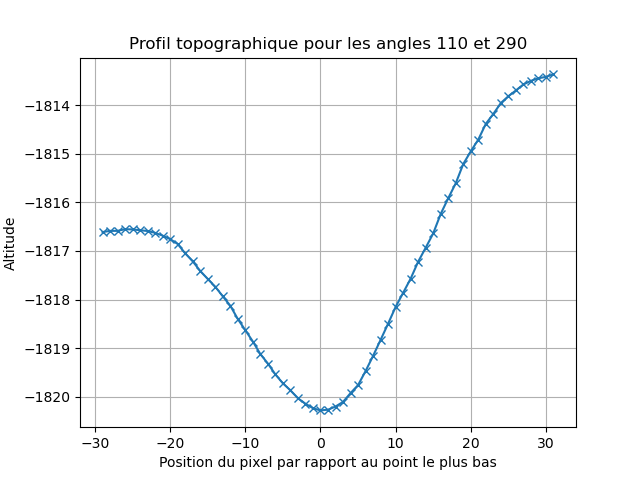 Profil topographique pour les angles 110 et 290
Altitude
−1814
−1815
−1816
−1817
−1818
−1819
−1820
−30 −20 −10 0 10 20 30
Position du pixel par rapport au point le plus bas